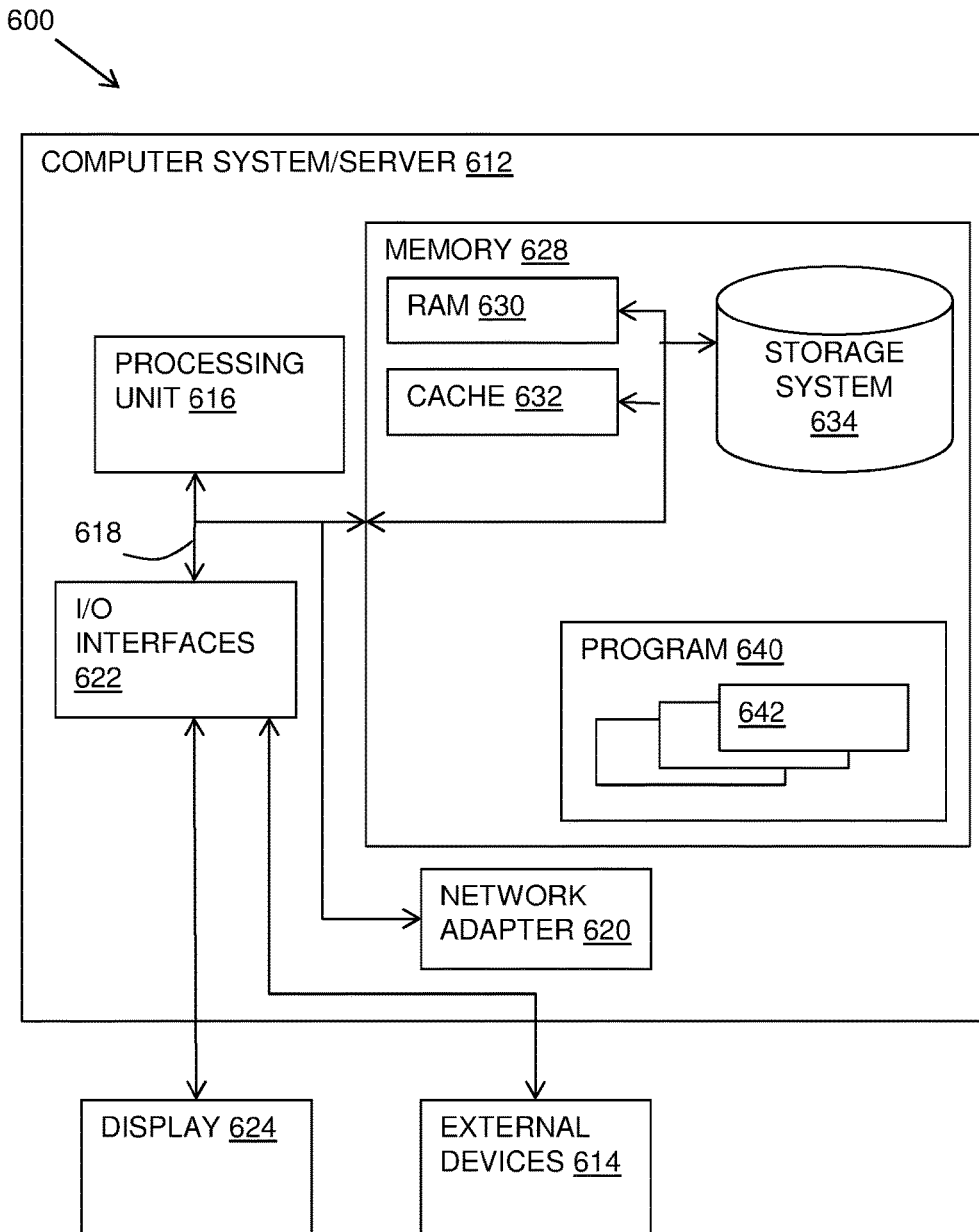 600
COMPUTER SYSTEM/SERVER 612
MEMORY 628
RAM 630
CACHE 632
STORAGE
SYSTEM
634
PROCESSING
UNIT 616
618
I/O
INTERFACES
622
PROGRAM 640
642
NETWORK
ADAPTER 620
DISPLAY 624
EXTERNAL
DEVICES 614